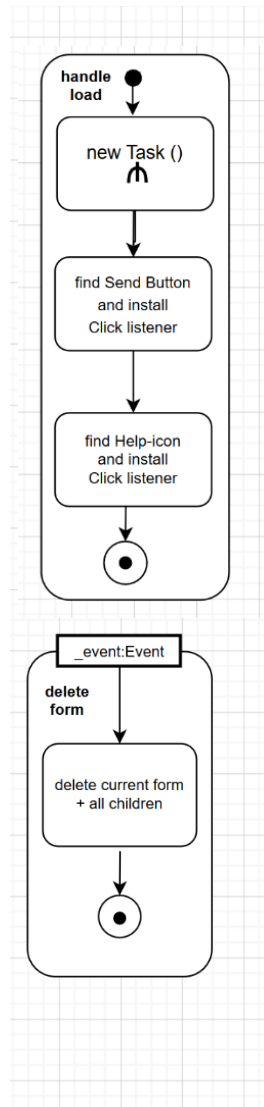 handle
load
new Task ()
find Send Button
and install
Click listener
find Help-icon
and install
Click listener
_event:Event
delete
form
delete current form
+ all children